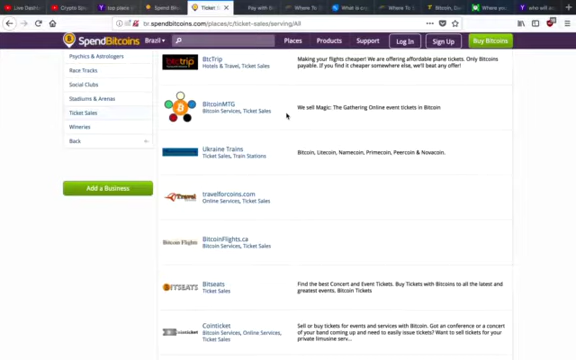 Live Dash
Crypto So
top place
Spend Bitcoins
Ticket
Pay with B
Where To
What is
Where To
Bitcoin, G
Where yo
who will
br.spendbitcoins.com/places/c/ticket-sales/serving/All
SpendBitcoins
Brazil
Places
Products
Support
Log In
Sign Up
Buy Bitcoins
Psychics & Astrologers
Race Tracks
Social Clubs
Stadiums & Arenas
Ticket Sales
Wineries
Back
Add a Business
btctrip
BtcTrip
Hotels & Travel, Ticket Sales
Making your flights cheaper! We are offering affordable plane tickets. Only Bitcoins
payable. If you find it cheaper somewhere else, we'll beat any offer!
BitcoinMTG
Bitcoin Services, Ticket Sales
We sell Magic: The Gathering Online event tickets in Bitcoin
Ukraine Trains
Ticket Sales, Train Stations
Bitcoin, Litecoin, Namecoin, Primecoin, Peercoin & Novacoin.
Travel
travelforcoins.com
Online Services, Ticket Sales
Bitcoin Flights
BitcoinFlights.ca
Bitcoin Services, Ticket Sales
BITSEATS
Bitseats
Ticket Sales
Find the best Concert and Event Tickets. Buy Tickets with Bitcoins to all the latest and
greatest events. Bitcoin Tickets
cointicket
Cointicket
Bitcoin Services, Online Services,
Ticket Sales
Sell or buy tickets for events and services with Bitcoin. Got an conference or a concert
of your band coming up and need to easily issue tickets? Want to sell tickets for your
private limousine serv...